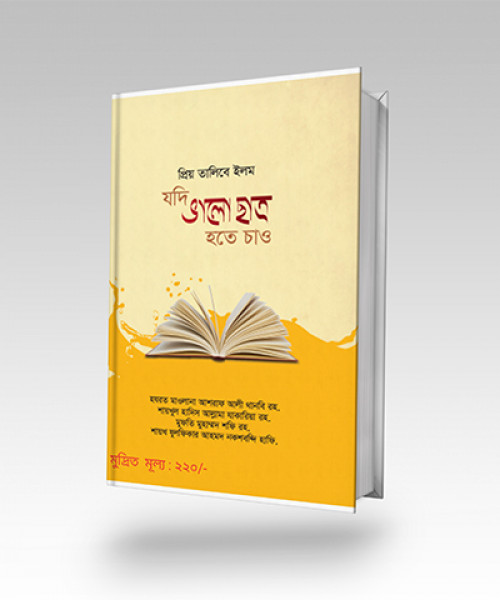 প্রিয় তালিবে ইলম
যদি
ভালো ছাত্র
হতে চাও
হযরত মাওলানা আশরাফ আলী থানবি রহ.
শায়খুল হাদিস আল্লামা যাকারিয়া রহ.
মুফতি মুহাম্মদ শফি রহ.
শায়খ যুলফিকার আহমদ নকশবন্দি হাফি.
মুদ্রিত মূল্য : ২২০/-